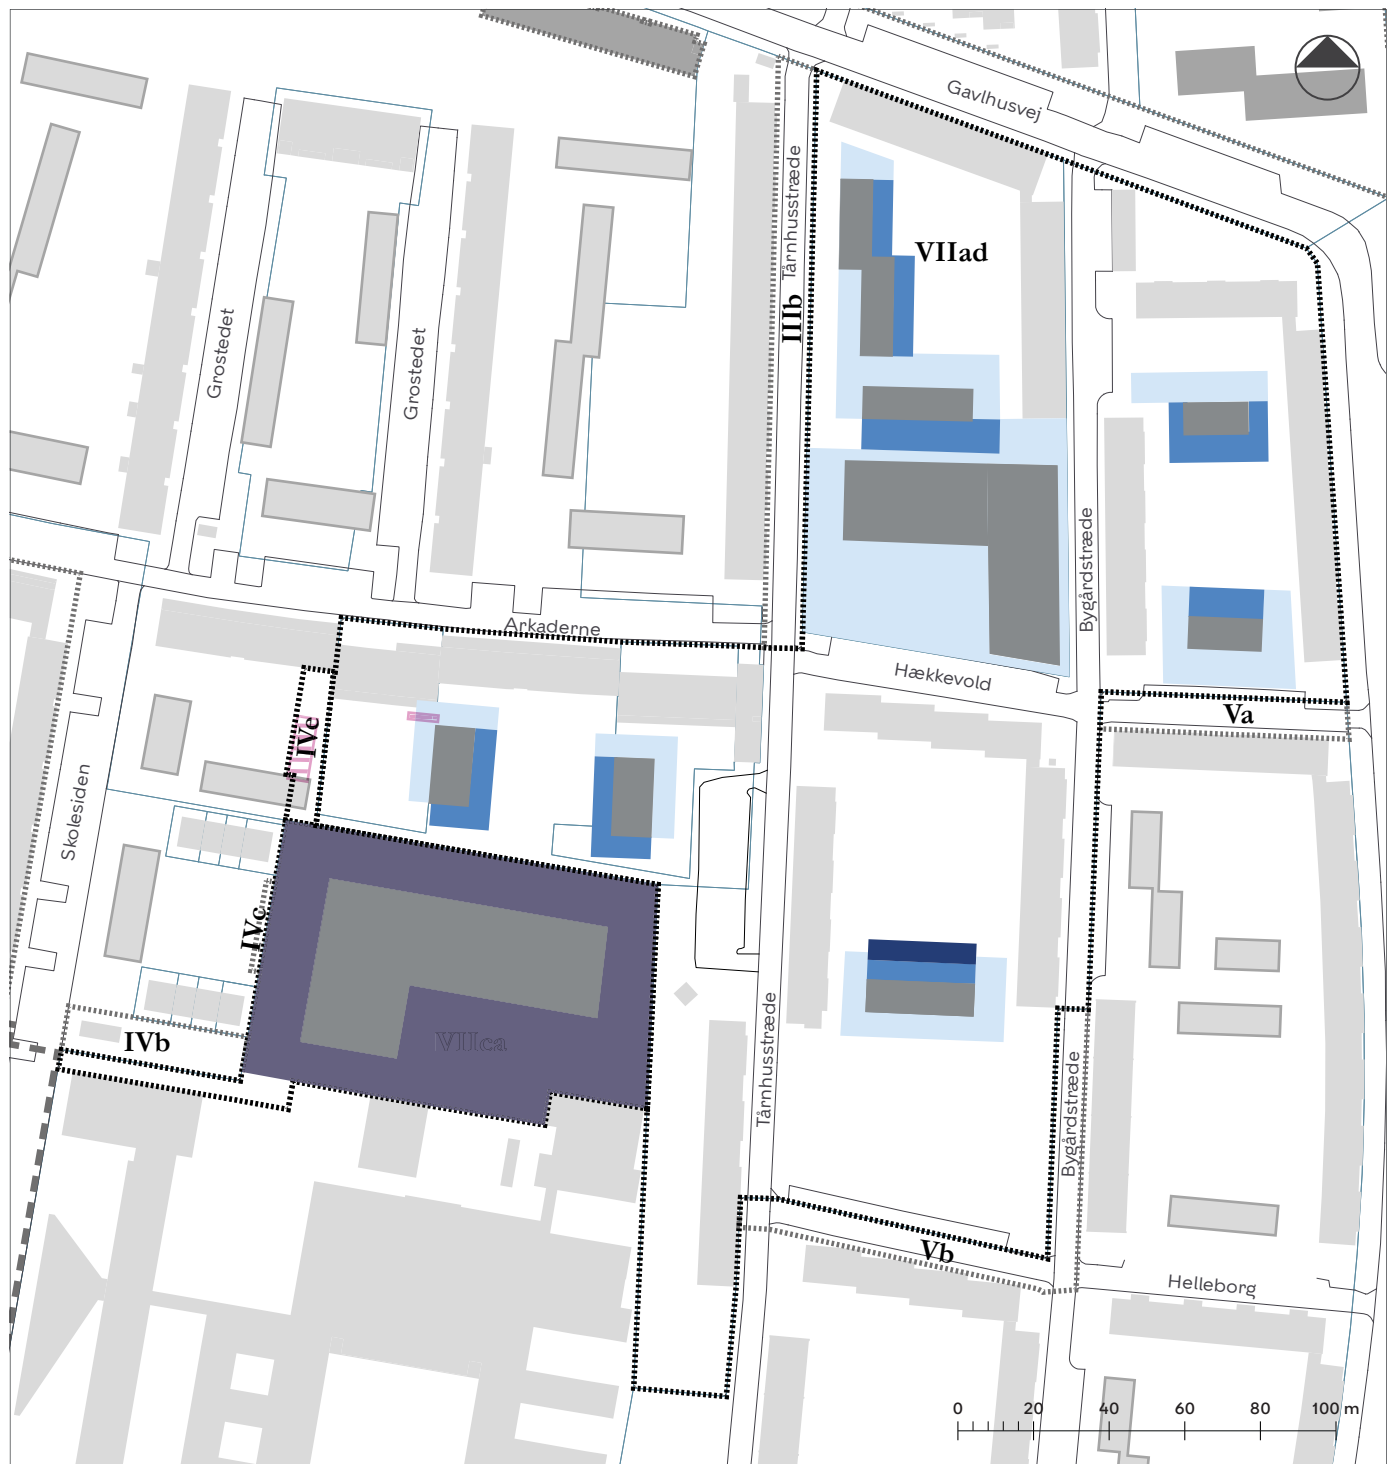 Gavlhusvej
Tårnhusstræde
VIIad
IIIb
Grostedet
Grostedet
Bygårdstræde
Arkaderne
Hækkevold
Va
IVe
Skolesiden
IVc
VIIca
IVb
Tårnhusstræde
Bygårdstræde
Vb
Helleborg
0 20 40 60 80 100 m